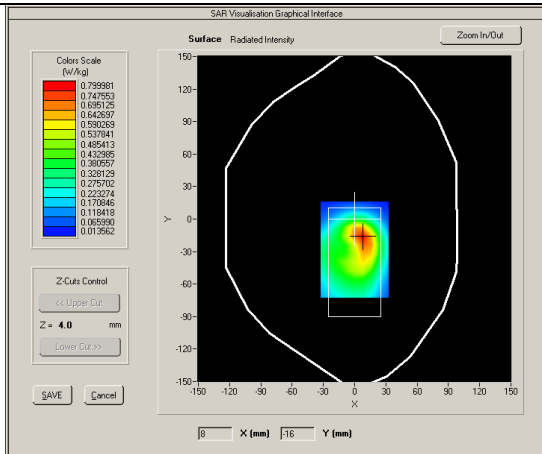 SAR Visualisation Graphical Interface
Surface Radiated Intensity
Zoom In/Out
Colors Scale
(W/kg)
0.799981
0.747553
0.695125
0.642697
0.590269
0.537841
0.485413
0.432985
0.380557
0.328129
0.275702
0.223274
0.170846
0.118418
0.065990
0.013562
Z-Cuts Control
<< Upper Cut
Z = 4.0 mm
Lower Cut >>
SAVE
Cancel
150
120
90
60
30
0
-30
-60
-90
-120
-150
Y
-150 -120 -90 -60 -30 0 30 60 90 120 150
X
8 X (mm) -16 Y (mm)